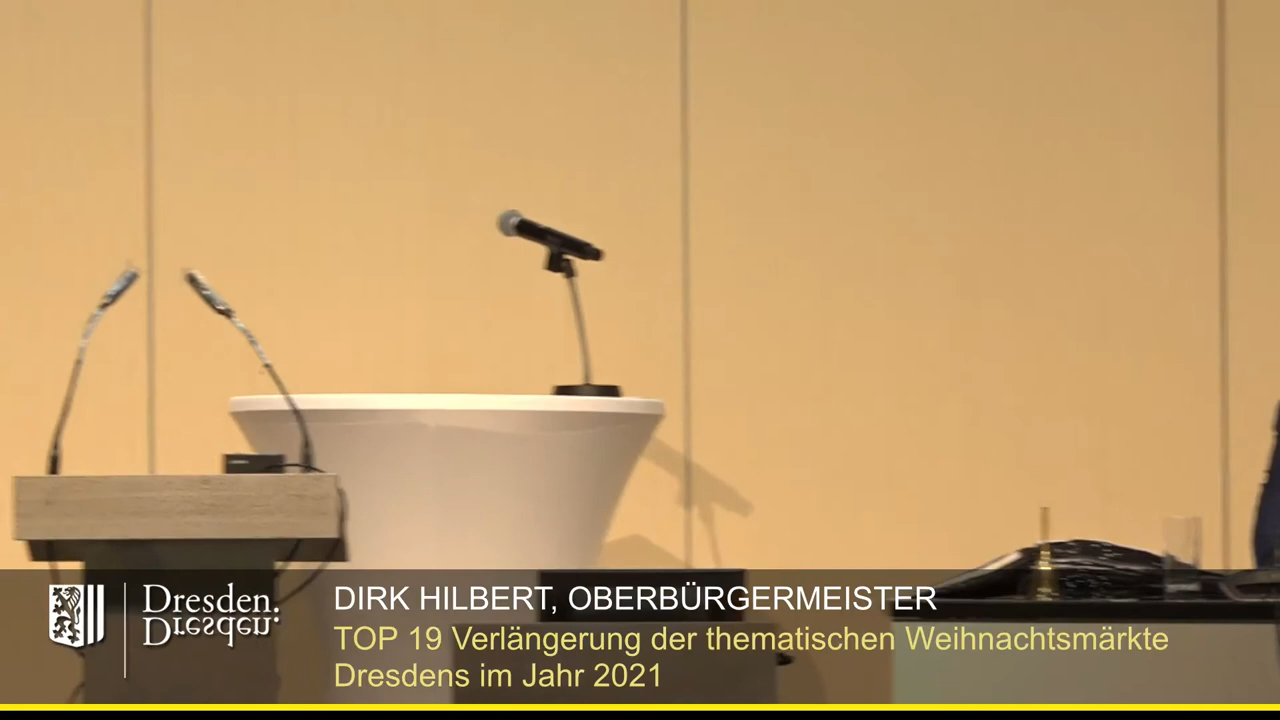 Dresden.
Dresden.
DIRK HILBERT, OBERBÜRGERMEISTER
TOP 19 Verlängerung der thematischen Weihnachtsmärkte
Dresdens im Jahr 2021